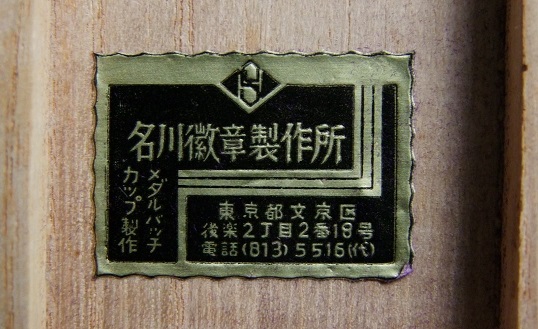 名川徽章製作所
メダルバッチ
カップ製作
東京都文京区
後楽2丁目2番18号
電話(813)5516(代)